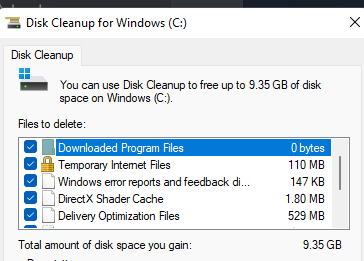 Disk Cleanup for Windows (C:)
Disk Cleanup
You can use Disk Cleanup to free up to 9.35 GB of disk
space on Windows (C:).
Files to delete:
Downloaded Program Files 0 bytes
Temporary Internet Files 110 MB
Windows error reports and feedback di... 147 KB
DirectX Shader Cache 1.80 MB
Delivery Optimization Files 529 MB
Total amount of disk space you gain: 9.35 GB